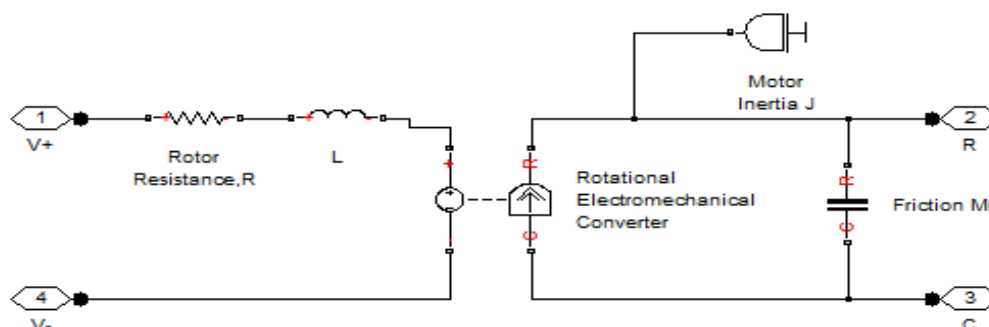 Motor
Inertia J
1
V+
Rotor
Resistance,R
L
+
R
Rotational
Electromechanical
Converter
R
Friction M
2
R
C
C
4
V-
3
C